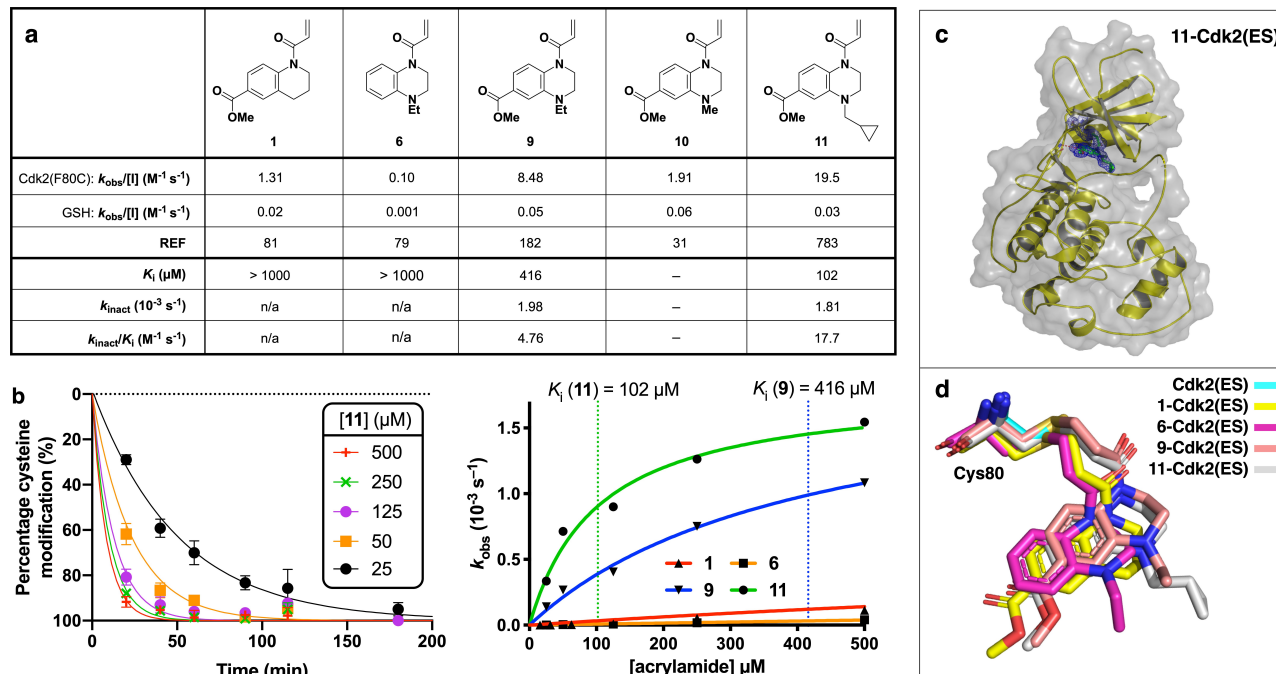 a
O
N
O
OMe
1
N
N
Et
6
O
N
O
OMe
N
Et
9
O
N
O
OMe
N
Me
10
O
N
O
OMe
N
11
Cdk2(F80C): kobs/[I] (M-1 s-1) 1.31 0.10 8.48 1.91 19.5
GSH: kobs/[I] (M-1 s-1) 0.02 0.001 0.05 0.06 0.03
REF 81 79 182 31 783
Ki (μM) > 1000 > 1000 416 – 102
kinact (10-3 s-1) n/a n/a 1.98 – 1.81
kinact/Ki (M-1 s-1) n/a n/a 4.76 – 17.7
b
Percentage cysteine
modification (%)
0
20
40
60
80
100
0 50 100 150 200
Time (min)
[11] (μM)
500
250
125
50
25
Ki (11) = 102 μM Ki (9) = 416 μM
kobs (10-3 s–1)
1.5
1.0
0.5
0.0
1 6
9 11
0 100 200 300 400 500
[acrylamide] μM
c 11-Cdk2(ES)
d
Cdk2(ES)
1-Cdk2(ES)
6-Cdk2(ES)
9-Cdk2(ES)
11-Cdk2(ES)
Cys80